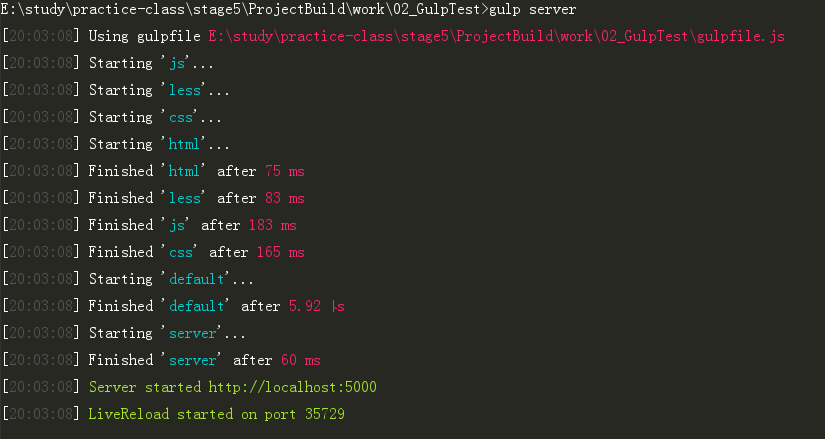 E:\study\practice-class\stage5\ProjectBuild\work\02_GulpTest>gulp server
[20:03:08] Using gulpfile E:\study\practice-class\stage5\ProjectBuild\work\02_GulpTest\gulpfile.js
[20:03:08] Starting 'js'...
[20:03:08] Starting 'less'...
[20:03:08] Starting 'css'...
[20:03:08] Starting 'html'...
[20:03:08] Finished 'html' after 75 ms
[20:03:08] Finished 'less' after 83 ms
[20:03:08] Finished 'js' after 183 ms
[20:03:08] Finished 'css' after 165 ms
[20:03:08] Starting 'default'...
[20:03:08] Finished 'default' after 5.92
[20:03:08] Starting 'server'...
[20:03:08] Finished 'server' after 60 ms
[20:03:08] Server started http://localhost:5000
[20:03:08] LiveReload started on port 35729